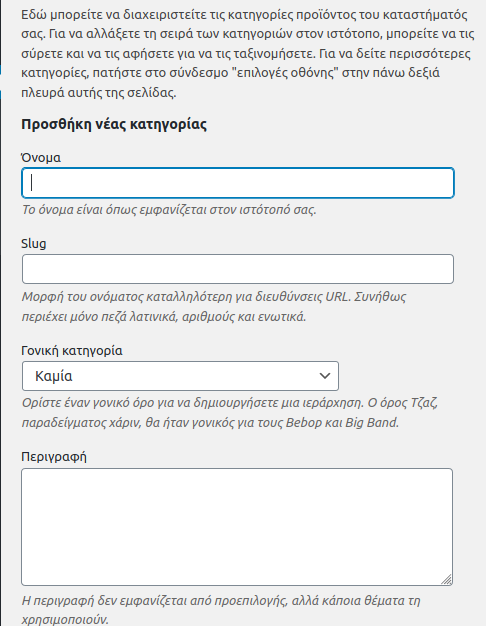 Εδώ μπορείτε να διαχειριστείτε τις κατηγορίες προϊόντος του καταστήματός
σας. Για να αλλάξετε τη σειρά των κατηγοριών στον ιστότοπο, μπορείτε να τις
σύρετε και να τις αφήσετε για να τις ταξινομήσετε. Για να δείτε περισσότερες
κατηγορίες, πατήστε στο σύνδεσμο "επιλογές οθόνης" στην πάνω δεξιά
πλευρά αυτής της σελίδας.
Προσθήκη νέας κατηγορίας
Όνομα
Το όνομα είναι όπως εμφανίζεται στον ιστότοπό σας.
Slug
Μορφή του ονόματος καταλληλότερη για διευθύνσεις URL. Συνήθως
περιέχει μόνο πεζά λατινικά, αριθμούς και ενωτικά.
Γονική κατηγορία
Καμία
Ορίστε έναν γονικό όρο για να δημιουργήσετε μια ιεράρχηση. Ο όρος Τζαζ,
παραδείγματος χάριν, θα ήταν γονικός για τους Bebop και Big Band.
Περιγραφή
Η περιγραφή δεν εμφανίζεται από προεπιλογής, αλλά κάποια θέματα τη
χρησιμοποιούν.